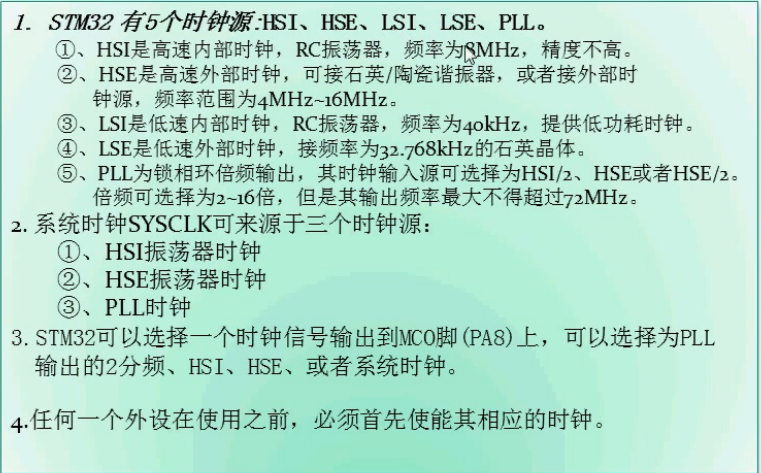 1. STM32 有5个时钟源:HSI、HSE、LSI、LSE、PLL。
①、HSI是高速内部时钟，RC振荡器，频率为8MHz，精度不高。
②、HSE是高速外部时钟，可接石英/陶瓷谐振器，或者接外部时
钟源，频率范围为4MHz~16MHz。
③、LSI是低速内部时钟，RC振荡器，频率为40kHz，提供低功耗时钟。
④、LSE是低速外部时钟，接频率为32.768kHz的石英晶体。
⑤、PLL为锁相环倍频输出，其时钟输入源可选择为HSI/2、HSE或者HSE/2。
倍频可选择为2~16倍，但是其输出频率最大不得超过72MHz。
2. 系统时钟SYSCLK可来源于三个时钟源：
①、HSI振荡器时钟
②、HSE振荡器时钟
③、PLL时钟
3. STM32可以选择一个时钟信号输出到MCO脚(PA8)上，可以选择为PLL
输出的2分频、HSI、HSE、或者系统时钟。
4.任何一个外设在使用之前，必须首先使能其相应的时钟。